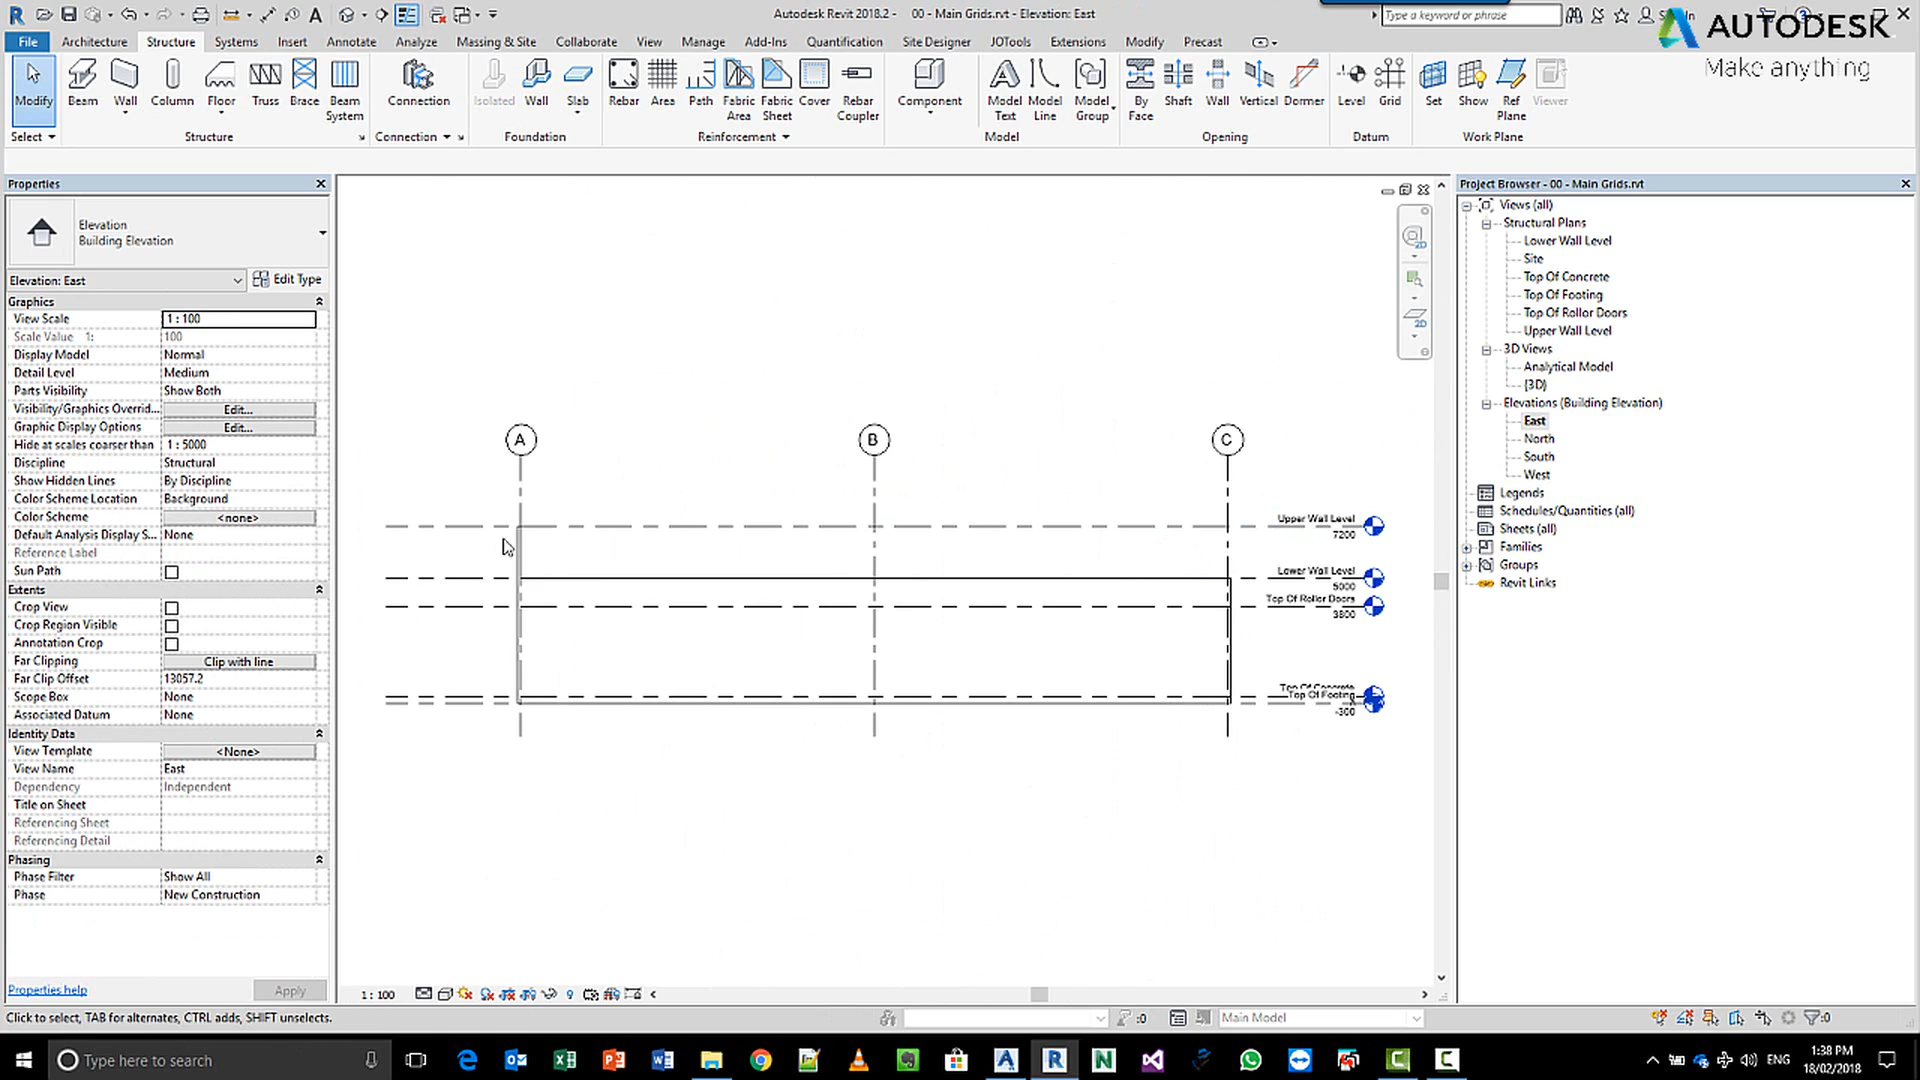 Autodesk Revit 2018.2 - 00 - Main Grids.rvt - Elevation: East
Type a keyword or phrase
AUTODESK
Make anything
File Architecture Structure Systems Insert Annotate Analyze Massing & Site Collaborate View Manage Add-Ins Quantification Site Designer JOTools Extensions Modify Precast
Modify Beam Wall Column Floor Truss Brace Beam System Connection Isolated Wall Slab Rebar Area Path Fabric Area Fabric Sheet Cover Rebar Coupler Component Model Text Model Line Model Group By Face Shaft Wall Vertical Dormer Level Grid Set Show Ref Plane Viewer
Select Structure Connection Foundation Reinforcement Model Opening Datum Work Plane
Properties
Elevation
Building Elevation
Elevation: East Edit Type
Graphics
View Scale 1 : 100
Scale Value 1: 100
Display Model Normal
Detail Level Medium
Parts Visibility Show Both
Visibility/Graphics Overrid... Edit...
Graphic Display Options Edit...
Hide at scales coarser than 1 : 5000
Discipline Structural
Show Hidden Lines By Discipline
Color Scheme Location Background
Color Scheme <none>
Default Analysis Display S... None
Reference Label
Sun Path
Extents
Crop View
Crop Region Visible
Annotation Crop
Far Clipping Clip with line
Far Clip Offset 13057.2
Scope Box None
Associated Datum None
Identity Data
View Template <None>
View Name East
Dependency Independent
Title on Sheet
Referencing Sheet
Referencing Detail
Phasing
Phase Filter Show All
Phase New Construction
Properties help Apply
A B C
Upper Wall Level
7200
Lower Wall Level
5000
Top Of Rollor Doors
3800
Top Of Concrete
Top Of Footing
-300
2D
2D
1 : 100
Project Browser - 00 - Main Grids.rvt
Views (all)
Structural Plans
Lower Wall Level
Site
Top Of Concrete
Top Of Footing
Top Of Rollor Doors
Upper Wall Level
3D Views
Analytical Model
{3D}
Elevations (Building Elevation)
East
North
South
West
Legends
Schedules/Quantities (all)
Sheets (all)
Families
Groups
Revit Links
Click to select, TAB for alternates, CTRL adds, SHIFT unselects.
:0
Main Model
:0
Type here to search
ENG
1:38 PM
18/02/2018